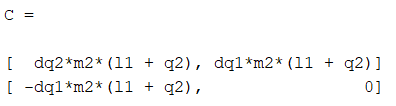 C =
[  dq2*m2*(l1 + q2), dq1*m2*(l1 + q2)]
[ -dq1*m2*(l1 + q2),                 0]